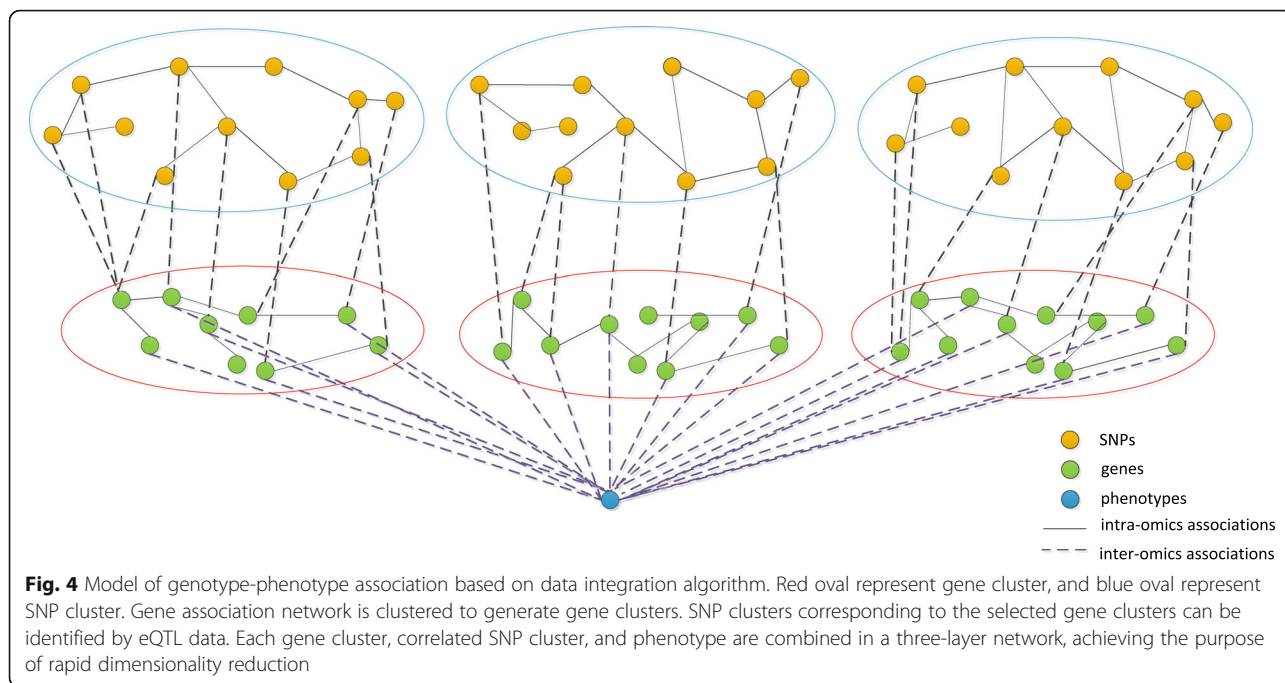 SNPs
genes
phenotypes
intra-omics associations
inter-omics associations
Fig. 4 Model of genotype-phenotype association based on data integration algorithm. Red oval represent gene cluster, and blue oval represent
SNP cluster. Gene association network is clustered to generate gene clusters. SNP clusters corresponding to the selected gene clusters can be
identified by eQTL data. Each gene cluster, correlated SNP cluster, and phenotype are combined in a three-layer network, achieving the purpose
of rapid dimensionality reduction